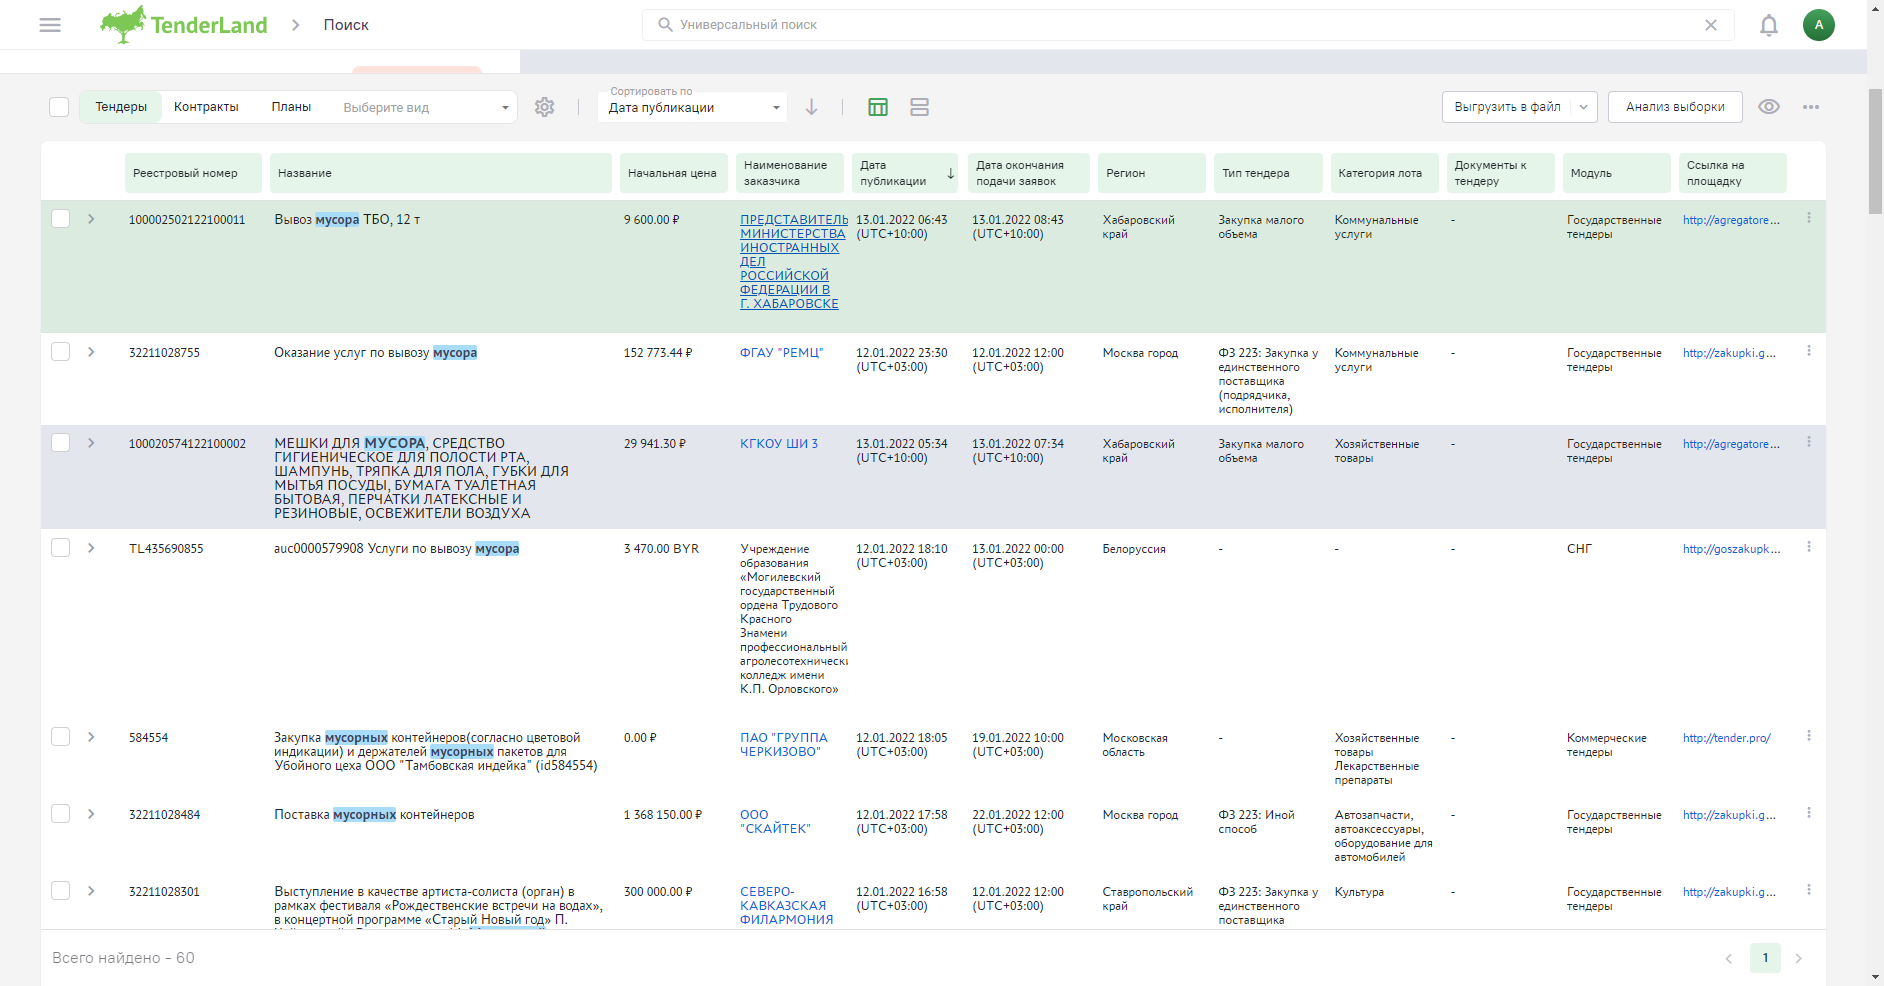 TenderLand
Поиск
Универсальный поиск
А
Тендеры
Контракты
Планы
Выберите вид
Сортировать по
Дата публикации
Выгрузить в файл
Анализ выборки
Реестровый номер
Название
Начальная цена
Наименование
заказчика
Дата
публикации
Дата окончания
подачи заявок
Регион
Тип тендера
Категория лота
Документы к
тендеру
Модуль
Ссылка на
площадку
100002502122100011
Вывоз мусора ТБО, 12 т
9 600.00 ₽
ПРЕДСТАВИТЕЛЬ
МИНИСТЕРСТВА
ИНОСТРАННЫХ
ДЕЛ
РОССИЙСКОЙ
ФЕДЕРАЦИИ В
Г. ХАБАРОВСКЕ
13.01.2022 06:43
(UTC+10:00)
13.01.2022 08:43
(UTC+10:00)
Хабаровский
край
Закупка малого
объема
Коммунальные
услуги
-
Государственные
тендеры
http://agregatore...
32211028755
Оказание услуг по вывозу мусора
152 773.44 ₽
ФГАУ "РЕМЦ"
12.01.2022 23:30
(UTC+03:00)
12.01.2022 12:00
(UTC+03:00)
Москва город
ФЗ 223: Закупка у
единственного
поставщика
(подрядчика,
исполнителя)
Коммунальные
услуги
-
Государственные
тендеры
http://zakupki.g...
100020574122100002
МЕШКИ ДЛЯ МУСОРА, СРЕДСТВО
ГИГИЕНИЧЕСКОЕ ДЛЯ ПОЛОСТИ РТА,
ШАМПУНЬ, ТРЯПКА ДЛЯ ПОЛА, ГУБКИ ДЛЯ
МЫТЬЯ ПОСУДЫ, БУМАГА ТУАЛЕТНАЯ
БЫТОВАЯ, ПЕРЧАТКИ ЛАТЕКСНЫЕ И
РЕЗИНОВЫЕ, ОСВЕЖИТЕЛИ ВОЗДУХА
29 941.30 ₽
КГКОУ ШИ 3
13.01.2022 05:34
(UTC+10:00)
13.01.2022 07:34
(UTC+10:00)
Хабаровский
край
Закупка малого
объема
Хозяйственные
товары
-
Государственные
тендеры
http://agregatore...
TL435690855
auc0000579908 Услуги по вывозу мусора
3 470.00 BYR
Учреждение
образования
«Могилевский
государственный
ордена Трудового
Красного
Знамени
профессиональный
агролесотехническ
колледж имени
К.П. Орловского»
12.01.2022 18:10
(UTC+03:00)
13.01.2022 00:00
(UTC+03:00)
Белоруссия
-
-
-
СНГ
http://goszakupk...
584554
Закупка мусорных контейнеров(согласно цветовой
индикации) и держателей мусорных пакетов для
Убойного цеха ООО "Тамбовская индейка" (id584554)
0.00 ₽
ПАО "ГРУППА
ЧЕРКИЗОВО"
12.01.2022 18:05
(UTC+03:00)
19.01.2022 10:00
(UTC+03:00)
Московская
область
-
Хозяйственные
товары
Лекарственные
препараты
-
Коммерческие
тендеры
http://tender.pro/
32211028484
Поставка мусорных контейнеров
1 368 150.00 ₽
ООО
"СКАЙТЕК"
12.01.2022 17:58
(UTC+03:00)
22.01.2022 12:00
(UTC+03:00)
Москва город
ФЗ 223: Иной
способ
Автозапчасти,
автоаксессуары,
оборудование для
автомобилей
-
Государственные
тендеры
http://zakupki.g...
32211028301
Выступление в качестве артиста-солиста (орган) в
рамках фестиваля «Рождественские встречи на водах»,
в концертной программе «Старый Новый год» П.
300 000.00 ₽
СЕВЕРО-
КАВКАЗСКАЯ
ФИЛАРМОНИЯ
12.01.2022 16:58
(UTC+03:00)
12.01.2022 12:00
(UTC+03:00)
Ставропольский
край
ФЗ 223: Закупка у
единственного
поставщика
Культура
-
Государственные
тендеры
http://zakupki.g...
Всего найдено - 60
1